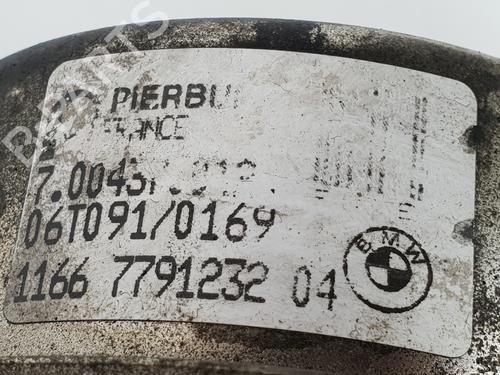 PIERBU
FRANCE
06T091/0169
1166 7791232 04
BMW